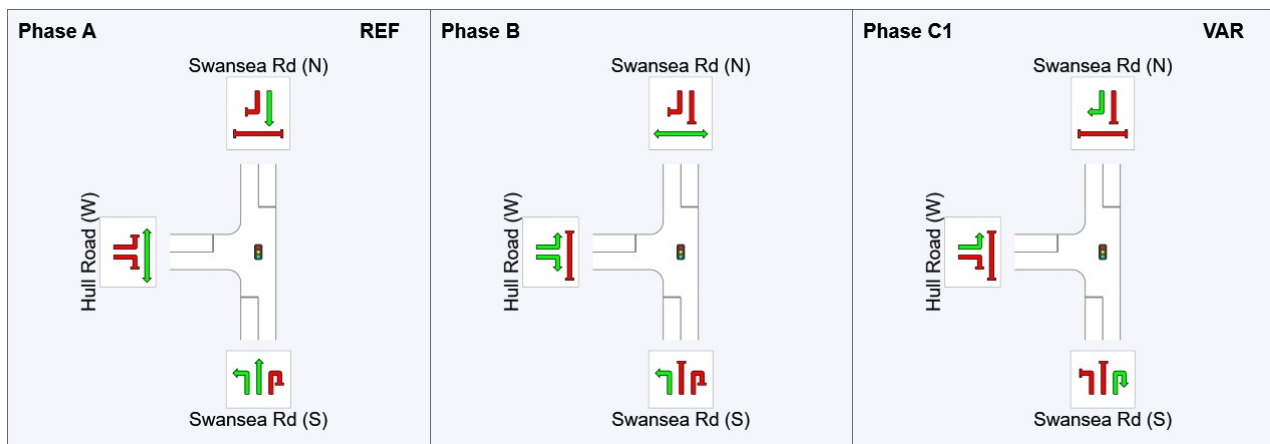 Phase A REF
Swansea Rd (N)
Hull Road (W)
Swansea Rd (S)
Phase B
Swansea Rd (N)
Hull Road (W)
Swansea Rd (S)
Phase C1 VAR
Swansea Rd (N)
Hull Road (W)
Swansea Rd (S)